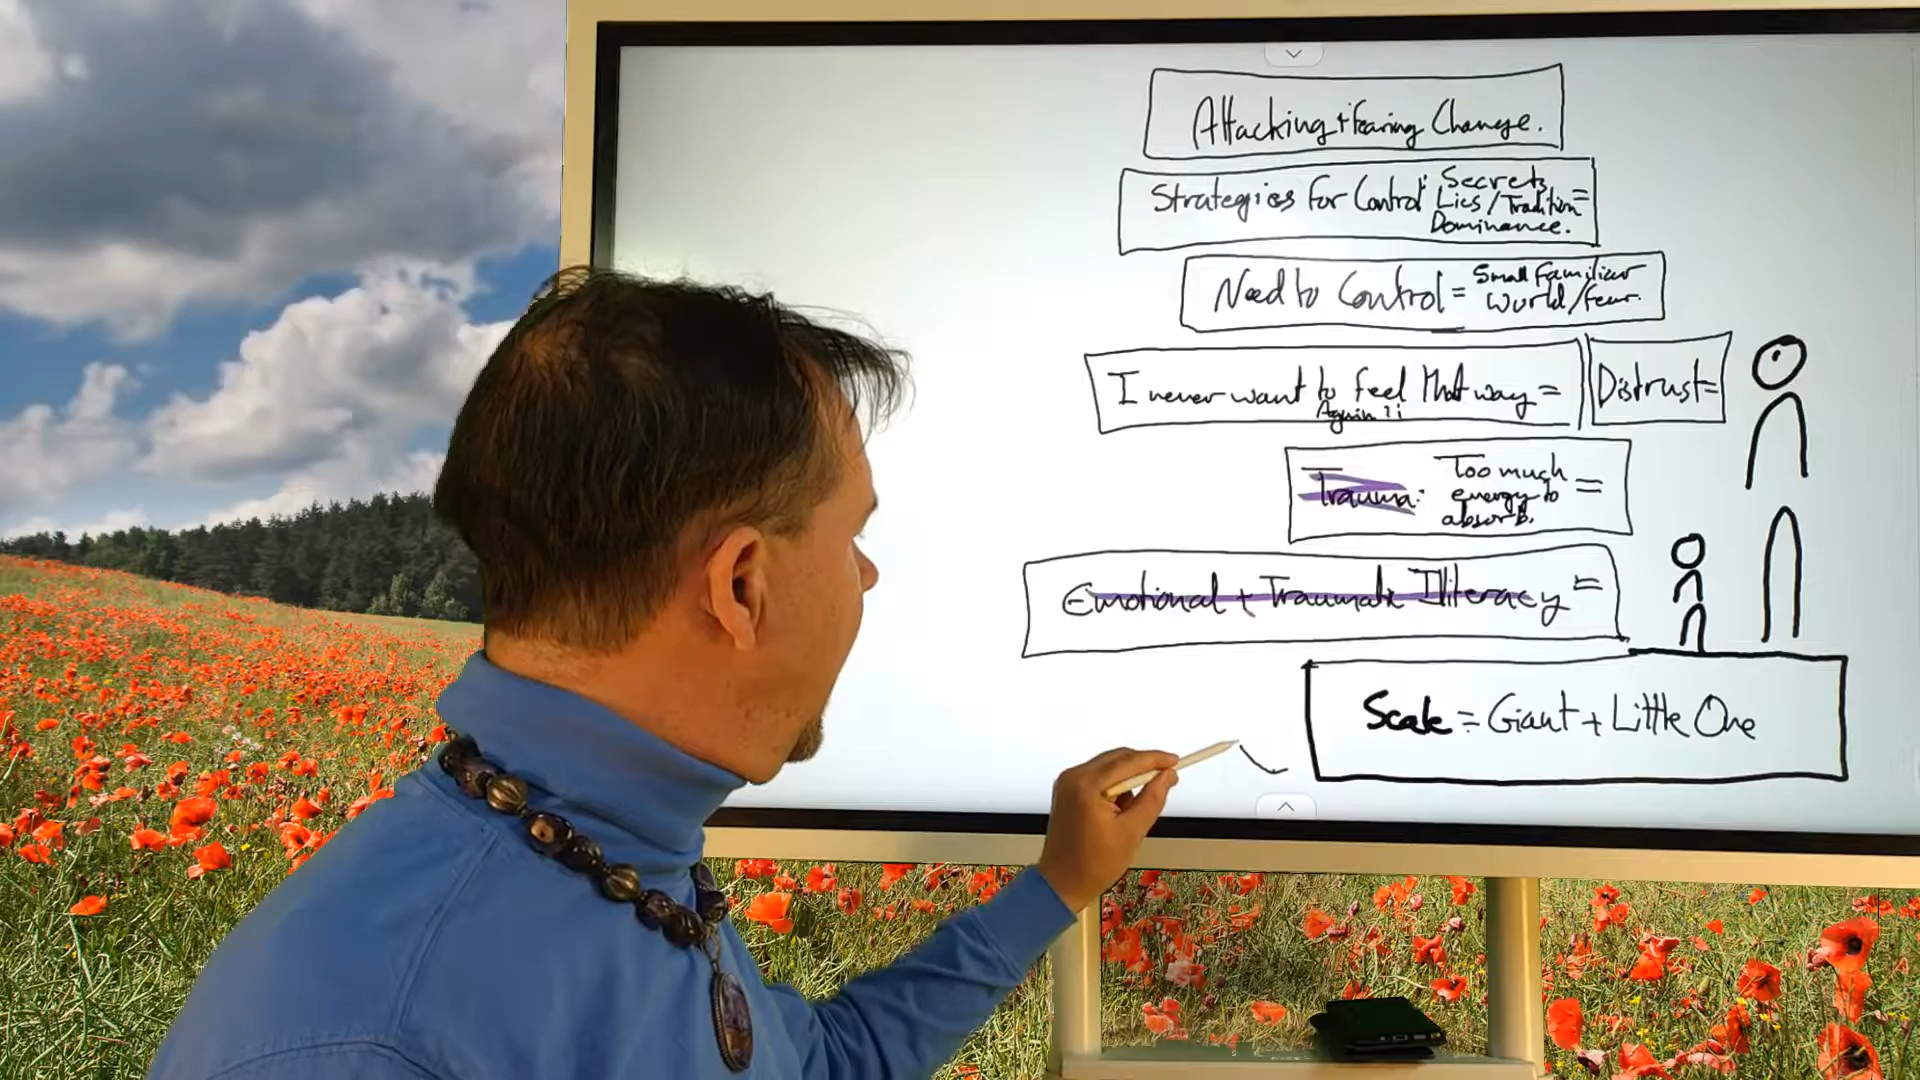 Attacking + fearing Change.
Strategies for Control: Secrets
Lies/Tradition=
Dominance.
Need to Control = Small familiar
World/fear.
I never want to feel that way =
Again?!
Distrust=
Trauma: Too much
energy to =
absorb.
Emotional + Traumatic Illiteracy =
Scale = Giant + Little One